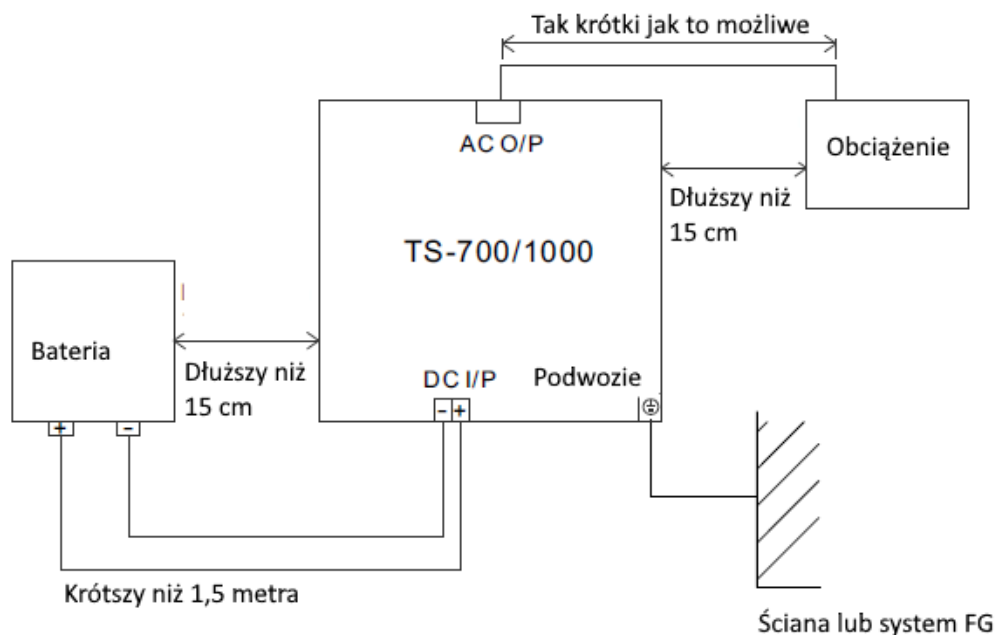 Tak krótki jak to możliwe
AC O/P
Obciążenie
Dłuższy niż
15 cm
TS-700/1000
Bateria
Dłuższy niż
15 cm
DC I/P
Podwozie
- +
+ -
Krótszy niż 1,5 metra
Ściana lub system FG